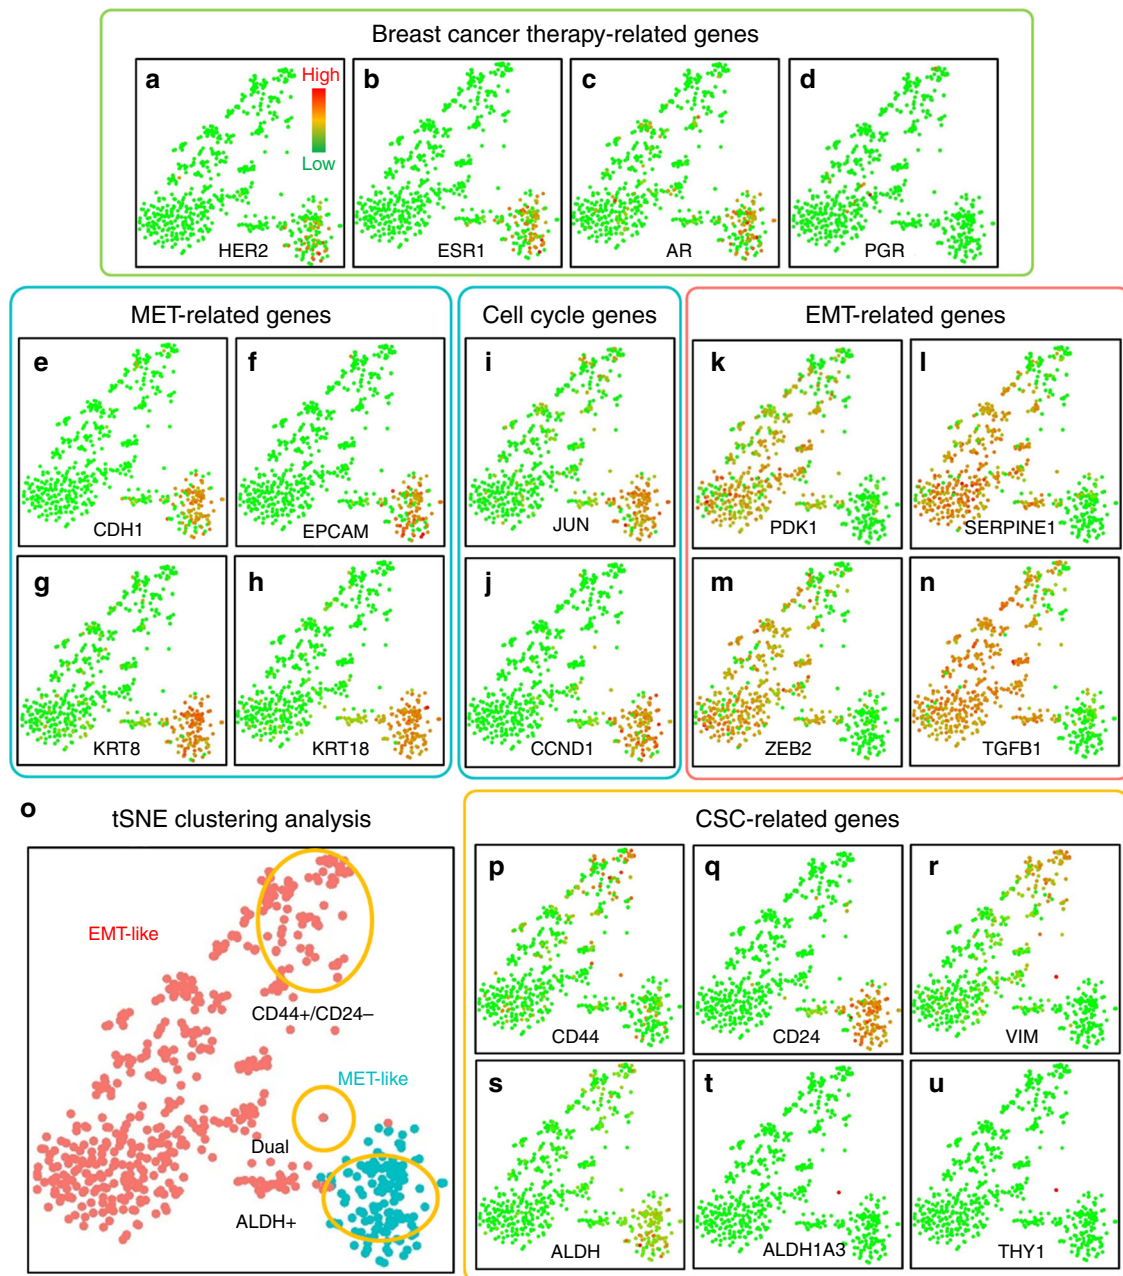 Breast cancer therapy-related genes
a High Low HER2
b ESR1
c AR
d PGR
MET-related genes
e CDH1
f EPCAM
g KRT8
h KRT18
Cell cycle genes
i JUN
j CCND1
EMT-related genes
k PDK1
l SERPINE1
m ZEB2
n TGFB1
o tSNE clustering analysis
EMT-like
CD44+/CD24–
MET-like
Dual
ALDH+
CSC-related genes
p CD44
q CD24
r VIM
s ALDH
t ALDH1A3
u THY1